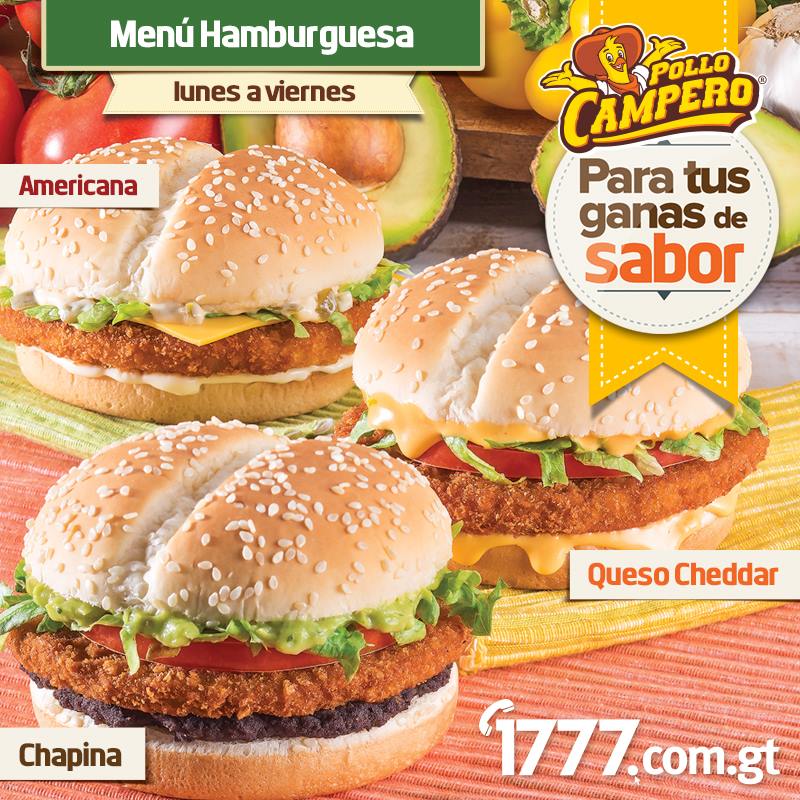 Menú Hamburguesa
lunes a viernes
POLLO
CAMPERO®
Para tus
ganas de
sabor
Americana
Queso Cheddar
Chapina
1777.com.gt